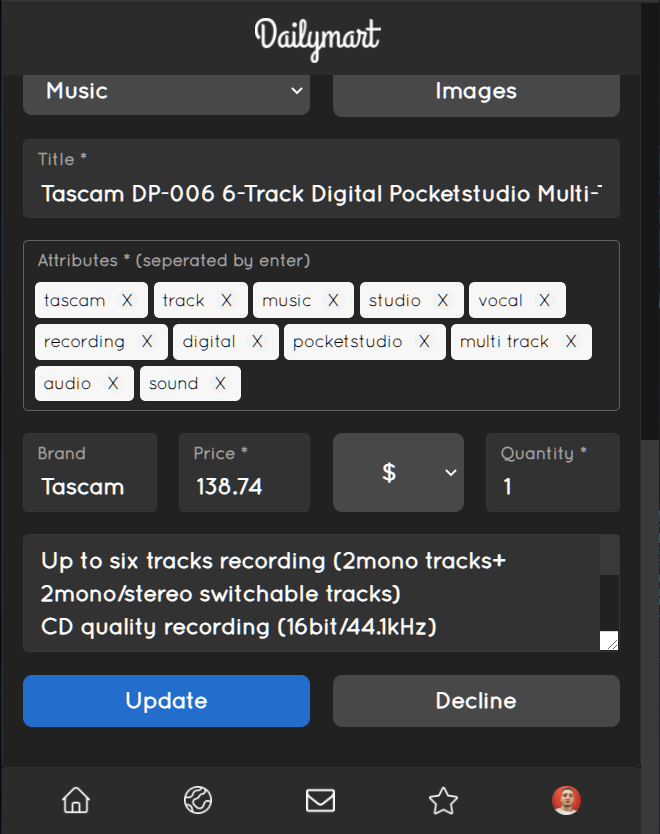 Dailymart
Music
Images
Title *
Tascam DP-006 6-Track Digital Pocketstudio Multi-
Attributes * (seperated by enter)
tascam X track X music X studio X vocal X
recording X digital X pocketstudio X multi track X
audio X sound X
Brand Price * Quantity *
Tascam 138.74 $ 1
Up to six tracks recording (2mono tracks+
2mono/stereo switchable tracks)
CD quality recording (16bit/44.1kHz)
Update Decline